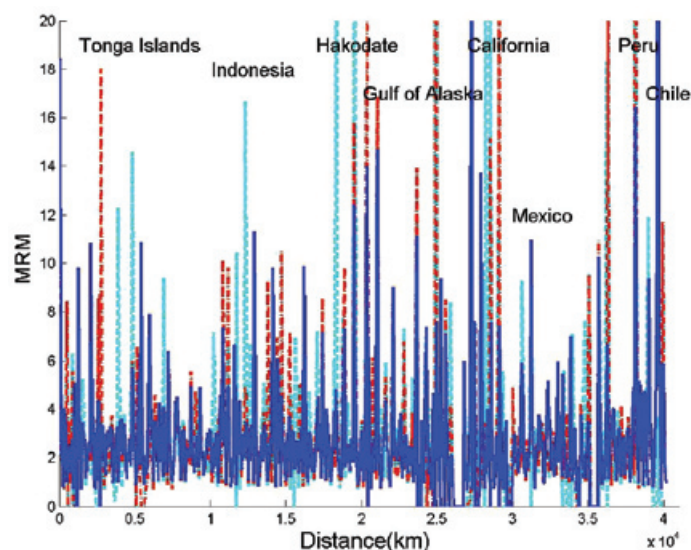 20
18
16
14
12
10
8
6
4
2
0
MRM
Tonga Islands
Indonesia
Hakodate
Gulf of Alaska
California
Mexico
Peru
Chile
0 0.5 1 1.5 2 2.5 3 3.5 4
x 10⁴
Distance(km)